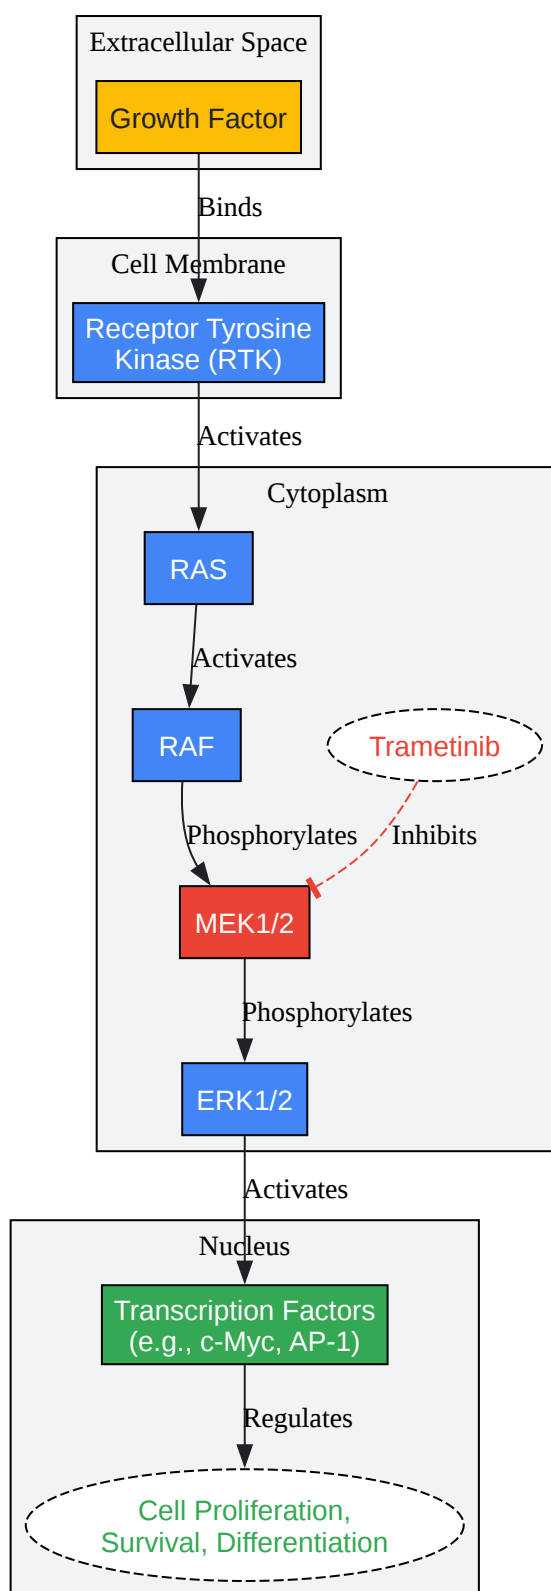 Extracellular Space
Growth Factor
Binds
Cell Membrane
Receptor Tyrosine
Kinase (RTK)
Activates
Cytoplasm
RAS
Activates
RAF
Trametinib
Phosphorylates
Inhibits
MEK1/2
Phosphorylates
ERK1/2
Activates
Nucleus
Transcription Factors
(e.g., c-Myc, AP-1)
Regulates
Cell Proliferation,
Survival, Differentiation